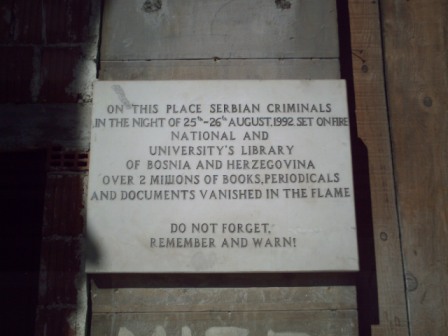 ON THIS PLACE SERBIAN CRIMINALS
IN THE NIGHT OF 25TH-26TH AUGUST,1992. SET ON FIRE
NATIONAL AND
UNIVERSITY'S LIBRARY
OF BOSNIA AND HERZEGOVINA
OVER 2 MILLIONS OF BOOKS,PERIODICALS
AND DOCUMENTS VANISHED IN THE FLAME
DO NOT FORGET,
REMEMBER AND WARN!